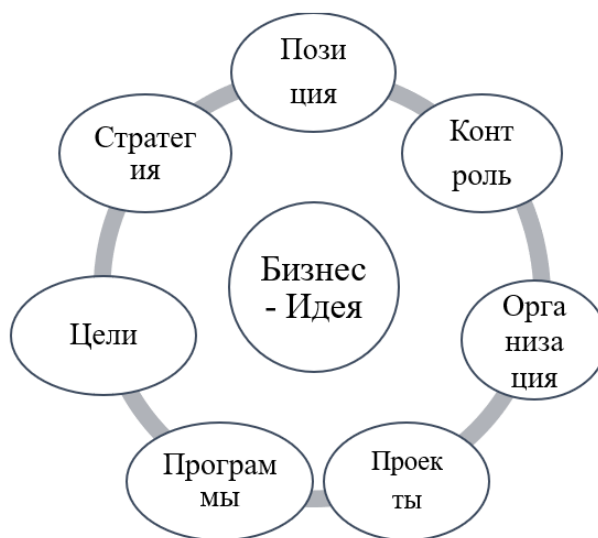 Пози
ция
Конт
роль
Орга
низа
ция
Проек
ты
Програм
мы
Цели
Стратег
ия
Бизнес
- Идея